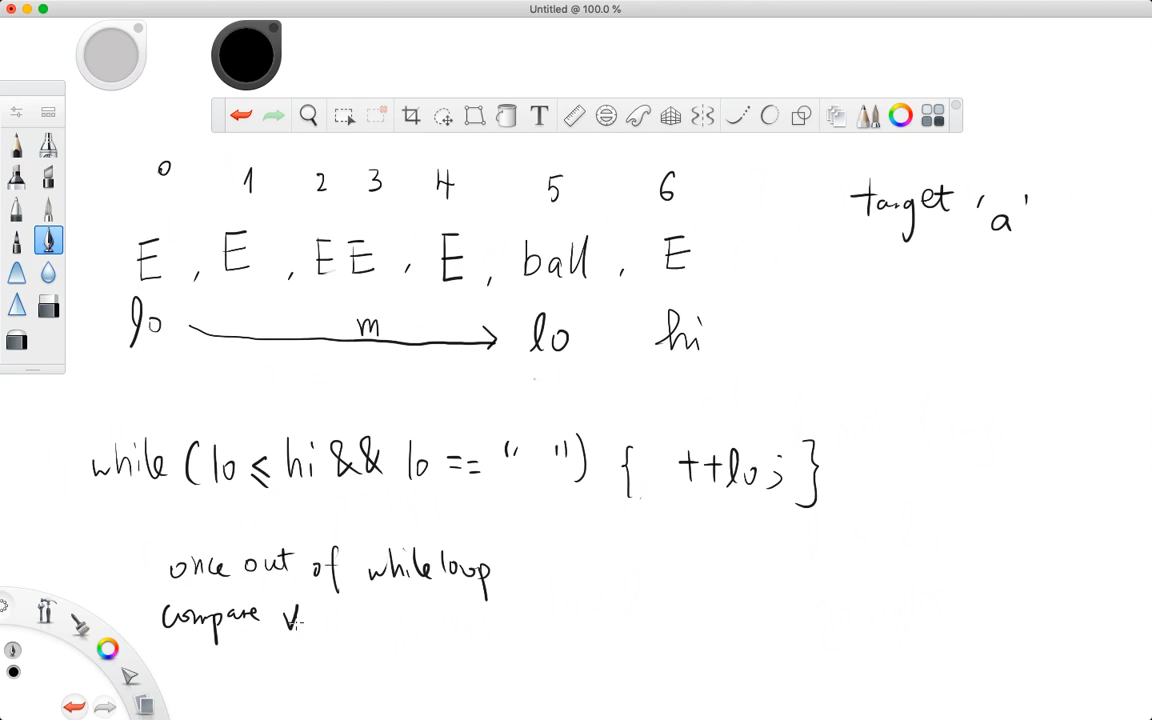 Untitled @ 100.0 %
0 1 2 3 4 5 6
target 'a'
E , E , E E , E , ball , E
lo m lo hi
while (lo ≤ hi && lo == " ") { ++lo; }
once out of while loop
compare